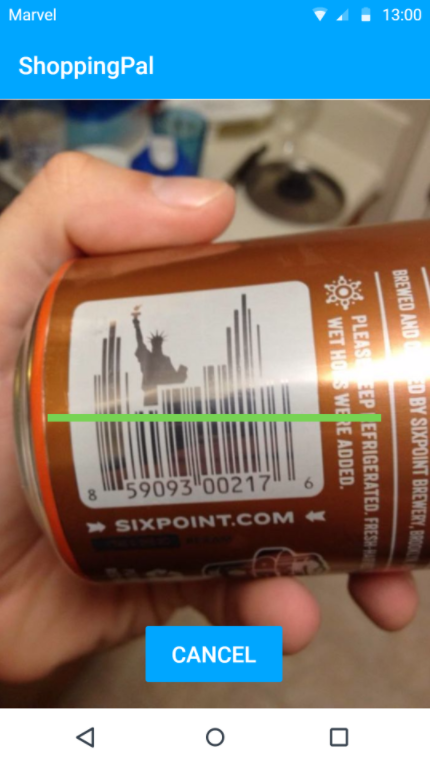 Marvel 13:00
ShoppingPal
8 59093 00217 6
SIXPOINT.COM
PLEASE KEEP REFRIGERATED. FRESH
WET HOPS WERE ADDED.
BREWED AND BY SIXPOINT BREWERY,
CANCEL